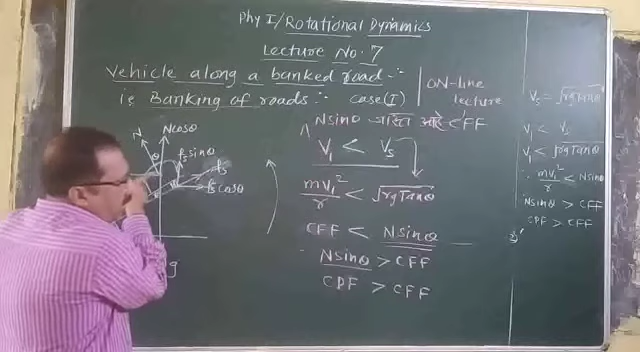 Phy I/Rotational Dynamics
Lecture No. 7
Vehicle along a banked road :-
ie Banking of roads :- case(I)
ON-line
lecture
N
Ncosθ
θ
fs sinθ
fs
fs cosθ
g
Nsinθ जास्त आहे CFF
V₁ < Vs
mv₁²/r < √rgTanθ
CFF < Nsinθ
Nsinθ > CFF
CPF > CFF
Vs = √rgTanθ
V₁ < Vs
V₁ < √rgTanθ
∴ mv₁²/r < Nsinθ
Nsinθ > CFF
CPF > CFF